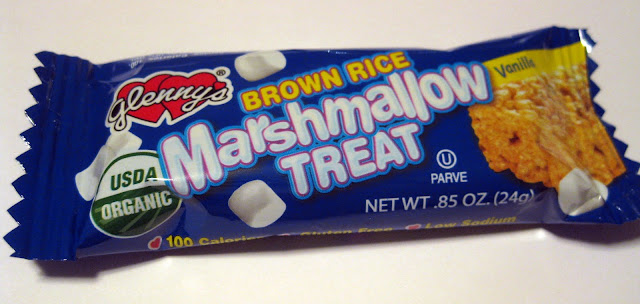 glenny's®
BROWN RICE
Marshmallow
TREAT
Vanilla
USDA
ORGANIC
U
PARVE
NET WT .85 OZ. (24g)
100 Calories Gluten Free Low Sodium